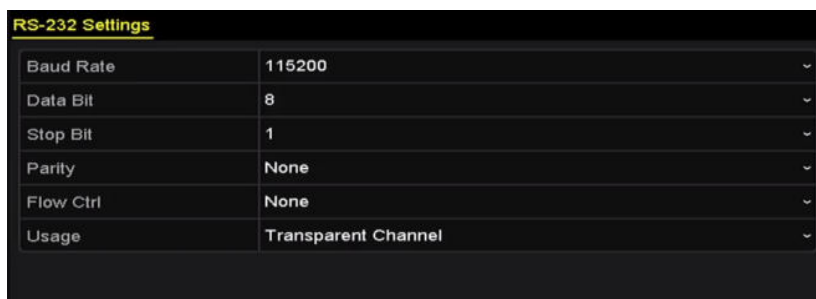 RS-232 Settings
Baud Rate 115200
Data Bit 8
Stop Bit 1
Parity None
Flow Ctrl None
Usage Transparent Channel